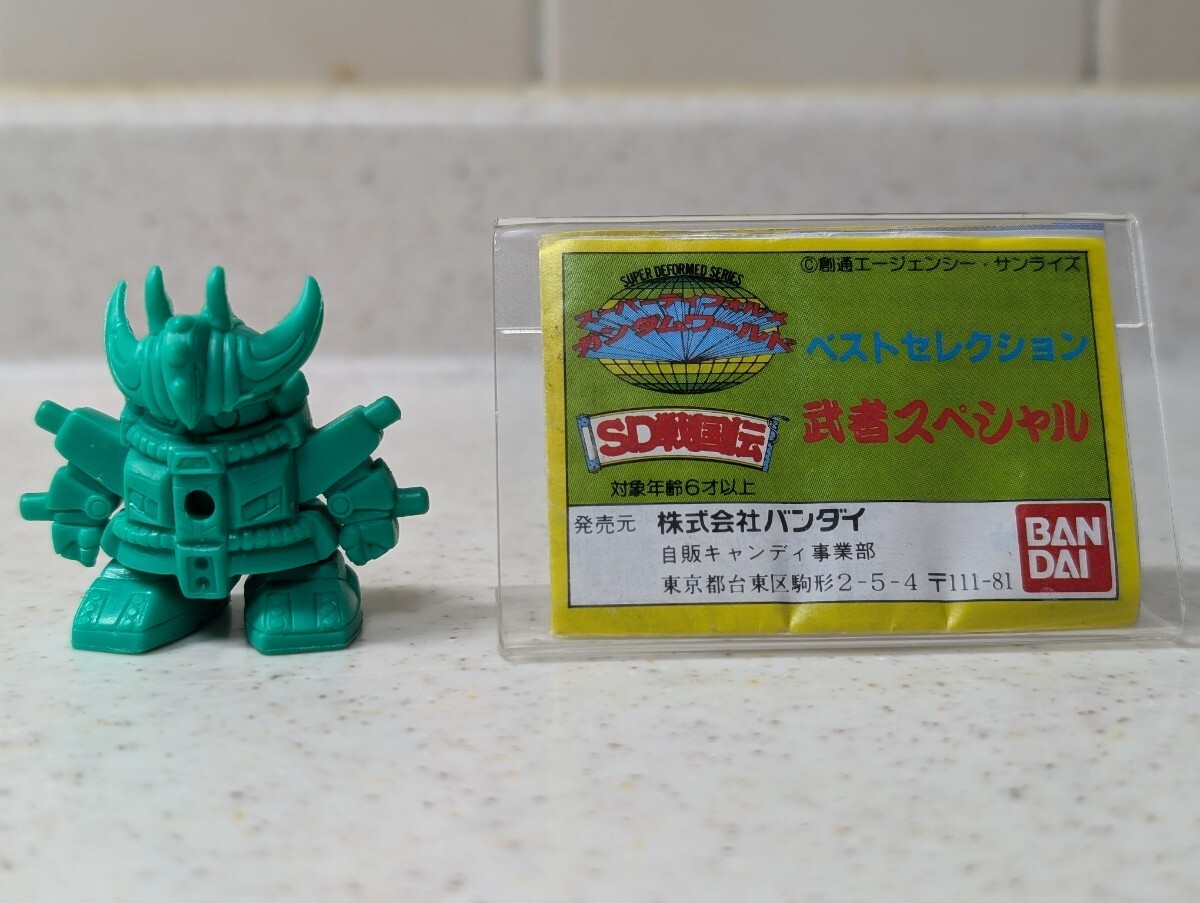 ©創通エージェンシー・サンライズ
SUPER DEFORMED SERIES
スーパーディフォルメ
ガンダムワールド
ベストセレクション
SD戦国伝
武者スペシャル
対象年齢6才以上
発売元 株式会社バンダイ
自販キャンディ事業部
東京都台東区駒形2-5-4 〒111-81
BAN
DAI